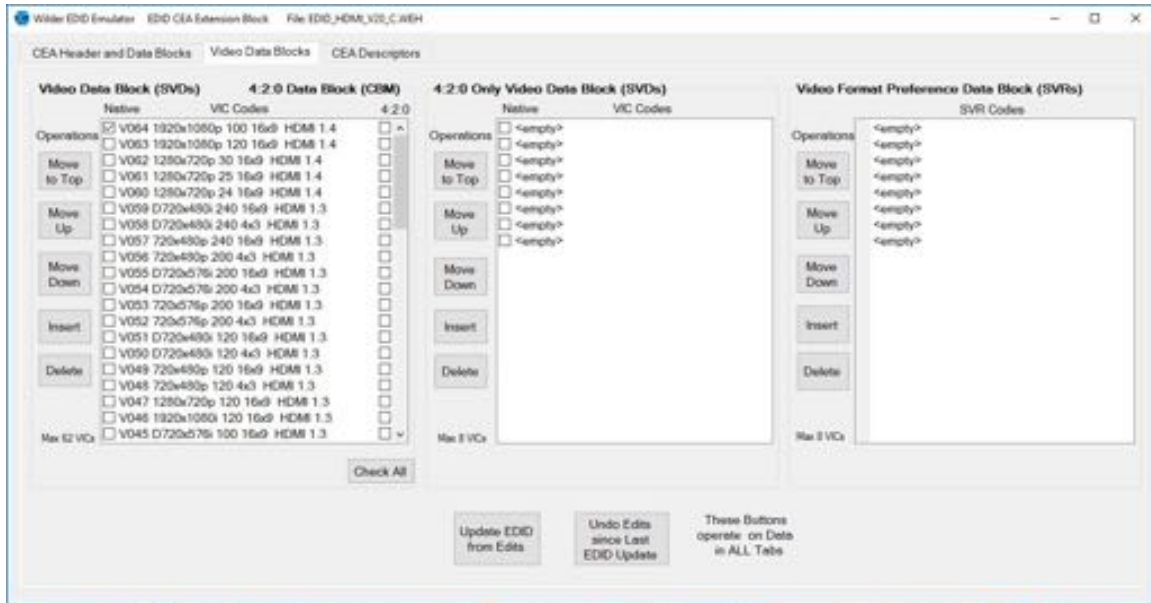 Wilder EDID Emulator EDID CEA Extension Block File: EDID_HDMI_V20_C.WEH
CEA Header and Data Blocks Video Data Blocks CEA Descriptors
Video Data Block (SVDs) 4:2:0 Data Block (CBM)
Native VIC Codes 4:2:0
Operations
V064 1920x1080p 100 16x9 HDMI 1.4
V063 1920x1080p 120 16x9 HDMI 1.4
V062 1280x720p 30 16x9 HDMI 1.4
V061 1280x720p 25 16x9 HDMI 1.4
V060 1280x720p 24 16x9 HDMI 1.4
V059 D720x480i 240 16x9 HDMI 1.3
V058 D720x480i 240 4x3 HDMI 1.3
V057 720x480p 240 16x9 HDMI 1.3
V056 720x480p 200 4x3 HDMI 1.3
V055 D720x576i 200 16x9 HDMI 1.3
V054 D720x576i 200 4x3 HDMI 1.3
V053 720x576p 200 16x9 HDMI 1.3
V052 720x576p 200 4x3 HDMI 1.3
V051 D720x480i 120 16x9 HDMI 1.3
V050 D720x480i 120 4x3 HDMI 1.3
V049 720x480p 120 16x9 HDMI 1.3
V048 720x480p 120 4x3 HDMI 1.3
V047 1280x720p 120 16x9 HDMI 1.3
V046 1920x1080i 120 16x9 HDMI 1.3
V045 D720x576i 100 16x9 HDMI 1.3
Move to Top
Move Up
Move Down
Insert
Delete
Max 62 VICs
Check All
4:2:0 Only Video Data Block (SVDs)
Native VIC Codes
Operations
<empty>
<empty>
<empty>
<empty>
<empty>
<empty>
<empty>
<empty>
Move to Top
Move Up
Move Down
Insert
Delete
Max 8 VICs
Video Format Preference Data Block (SVRs)
SVR Codes
Operations
<empty>
<empty>
<empty>
<empty>
<empty>
<empty>
<empty>
<empty>
Move to Top
Move Up
Move Down
Insert
Delete
Max 8 VICs
Update EDID from Edits
Undo Edits since Last EDID Update
These Buttons
operate on Data
in ALL Tabs